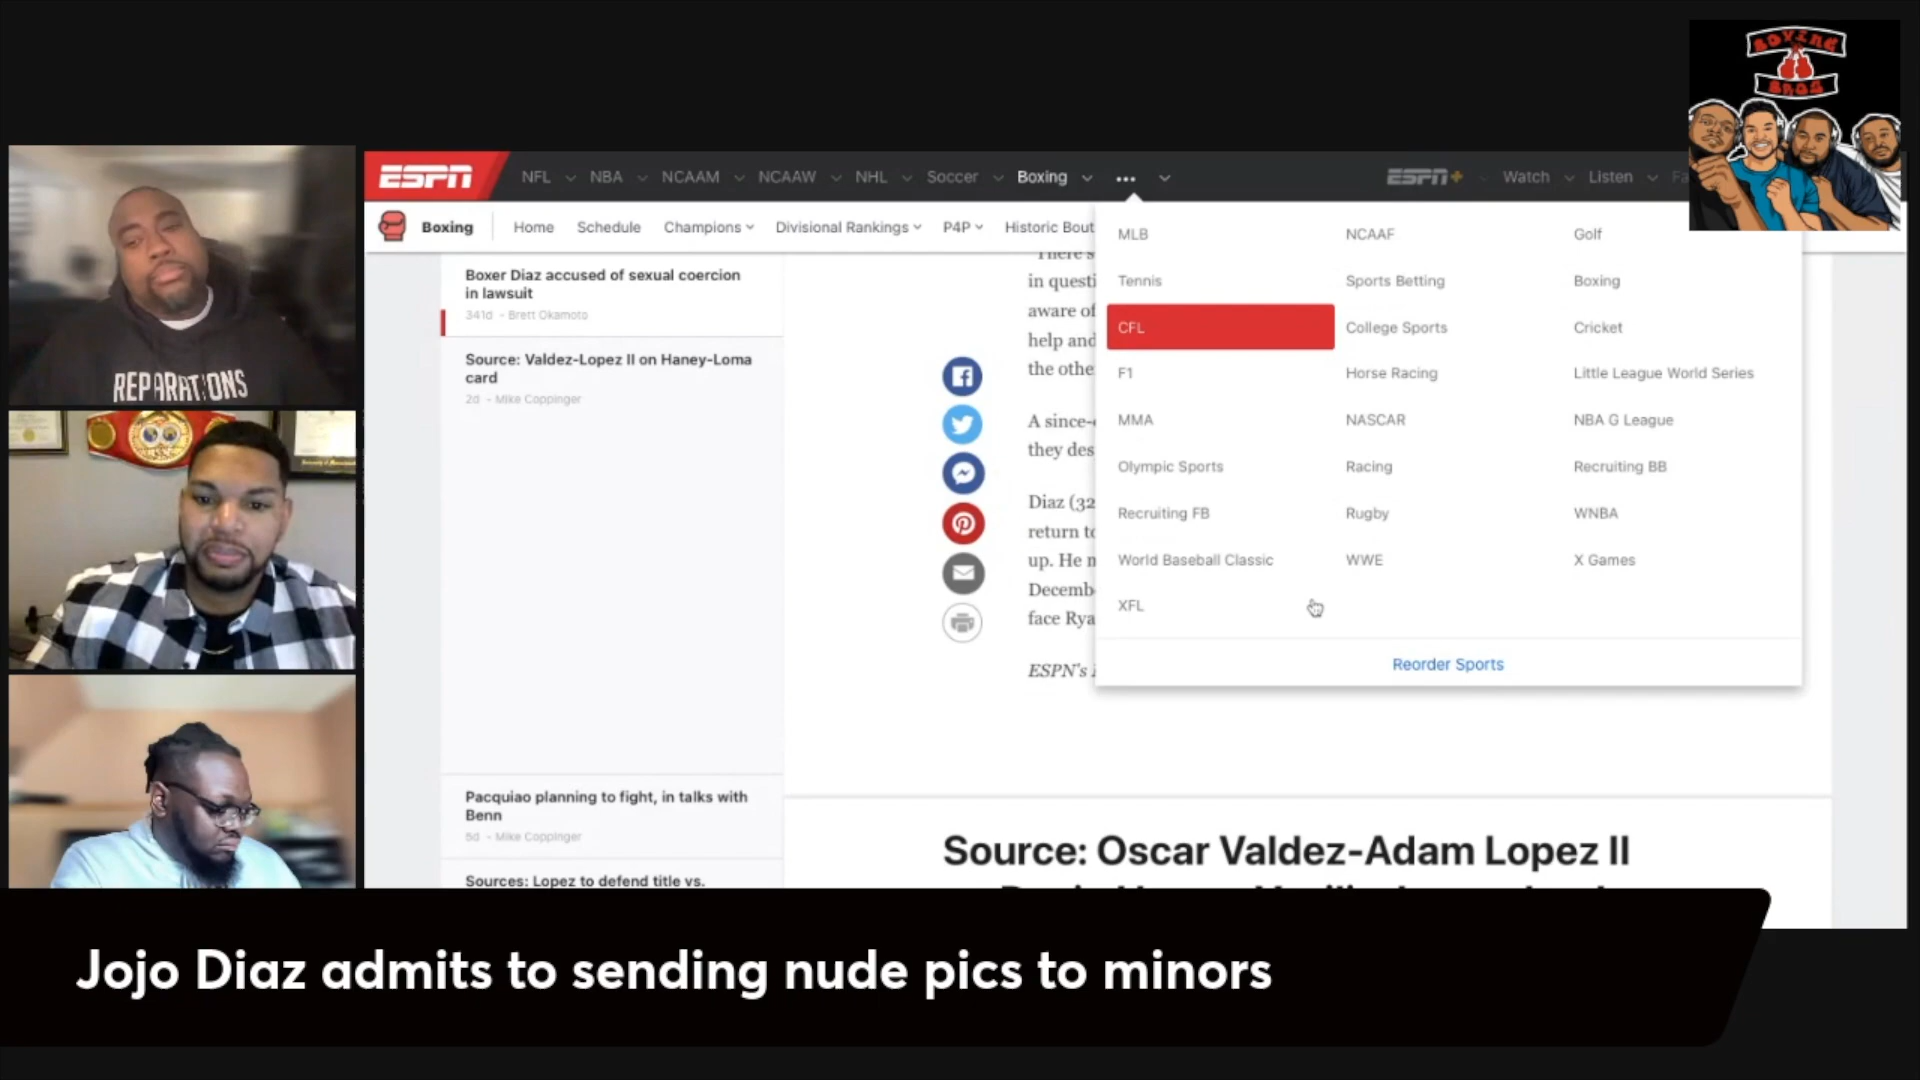 BOXING
BROS
ESPN
NFL
NBA
NCAAM
NCAAW
NHL
Soccer
Boxing
ESPN+
Watch
Listen
Fa
Boxing
Home
Schedule
Champions
Divisional Rankings
P4P
Historic Bout
REPARATIONS
Boxer Diaz accused of sexual coercion
in lawsuit
341d - Brett Okamoto
Source: Valdez-Lopez II on Haney-Loma
card
2d - Mike Coppinger
Pacquiao planning to fight, in talks with
Benn
5d - Mike Coppinger
Sources: Lopez to defend title vs.
"There's
in questi
aware of
help and
the othe
A since-
they des
Diaz (32
return to
up. He n
Decemb
face Rya
ESPN's
MLB
NCAAF
Golf
Tennis
Sports Betting
Boxing
CFL
College Sports
Cricket
F1
Horse Racing
Little League World Series
MMA
NASCAR
NBA G League
Olympic Sports
Racing
Recruiting BB
Recruiting FB
Rugby
WNBA
World Baseball Classic
WWE
X Games
XFL
Reorder Sports
Source: Oscar Valdez-Adam Lopez II
Jojo Diaz admits to sending nude pics to minors